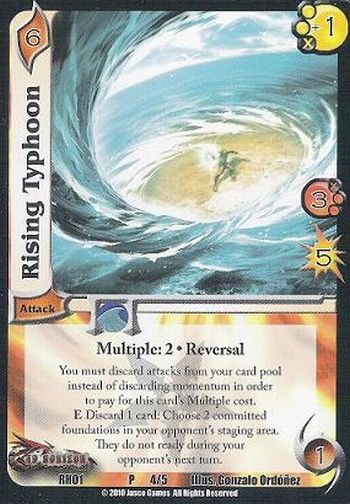 6
+1
Rising Typhoon
3
5
Attack
Multiple: 2 • Reversal
You must discard attacks from your card pool
instead of discarding momentum in order
to pay for this card's Multiple cost.
E Discard 1 card: Choose 2 committed
foundations in your opponent's staging area.
They do not ready during your
opponent's next turn.
RED HORIZON
1
RH01 P 4/5 Illus. Gonzalo Ordóñez
© 2010 Jasco Games All Rights Reserved